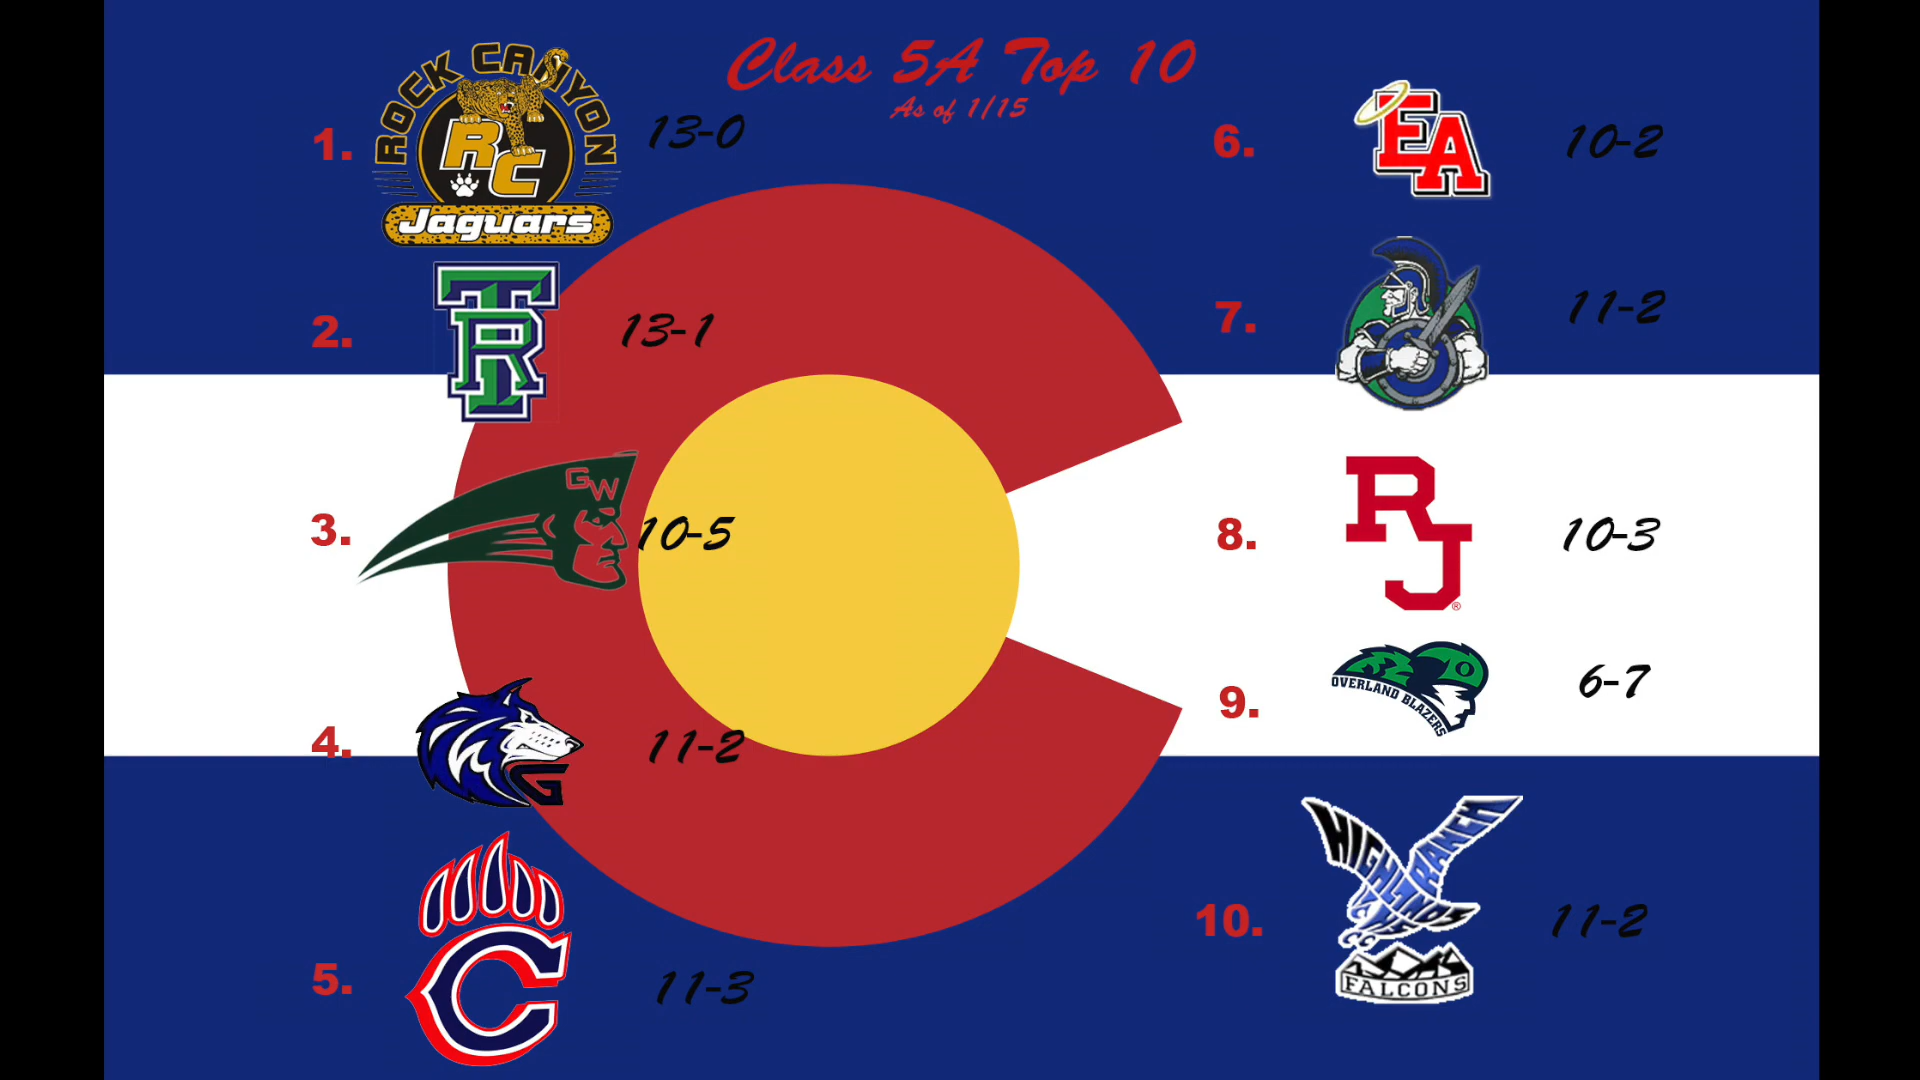 Class 5A Top 10
As of 1/15
1.
ROCK CANYON
RC
Jaguars
13-0
2.
TR
13-1
3.
GW
10-5
4.
G
11-2
5.
C
11-3
6.
EA
10-2
7.
11-2
8.
RJ
®
10-3
9.
OVERLAND BLAZERS
6-7
10.
HIGHLANDS RANCH
FALCONS
11-2